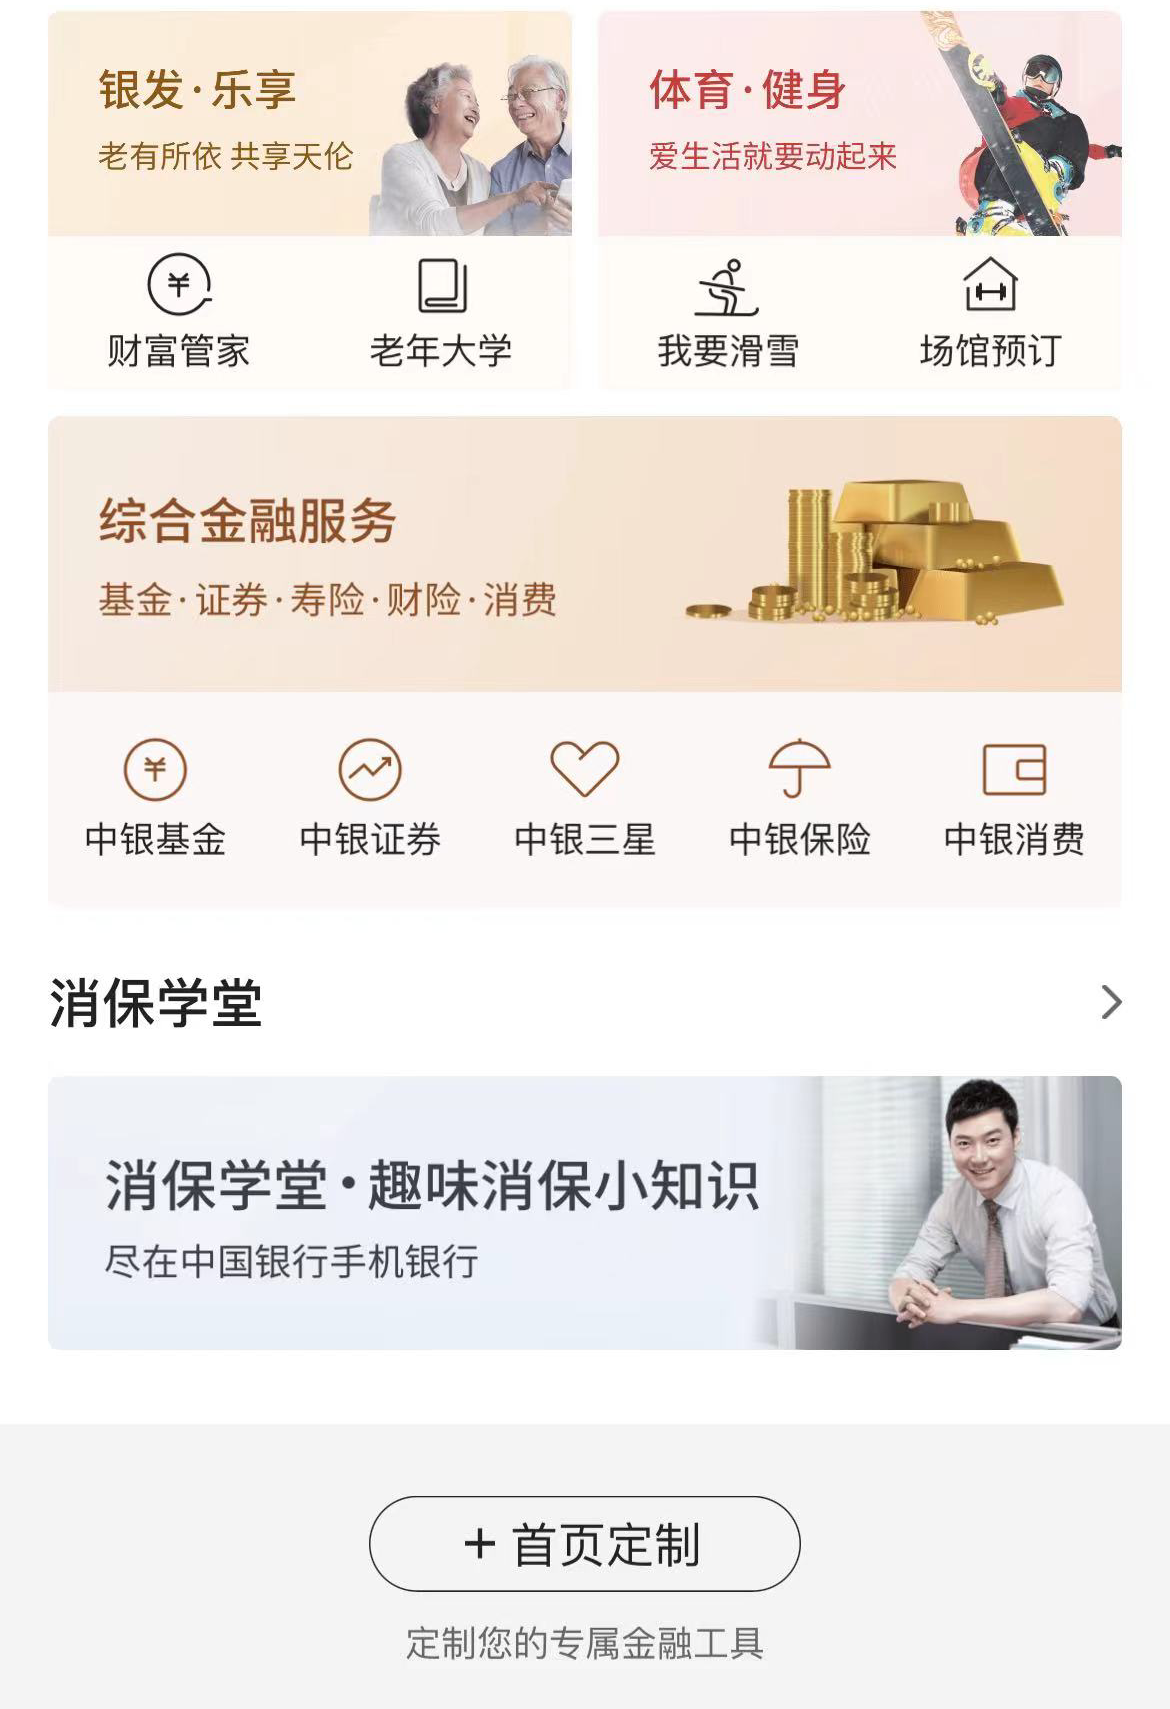 银发·乐享
老有所依 共享天伦
财富管家
老年大学
体育·健身
爱生活就要动起来
我要滑雪
场馆预订
综合金融服务
基金·证券·寿险·财险·消费
中银基金
中银证券
中银三星
中银保险
中银消费
消保学堂
消保学堂·趣味消保小知识
尽在中国银行手机银行
+ 首页定制
定制您的专属金融工具